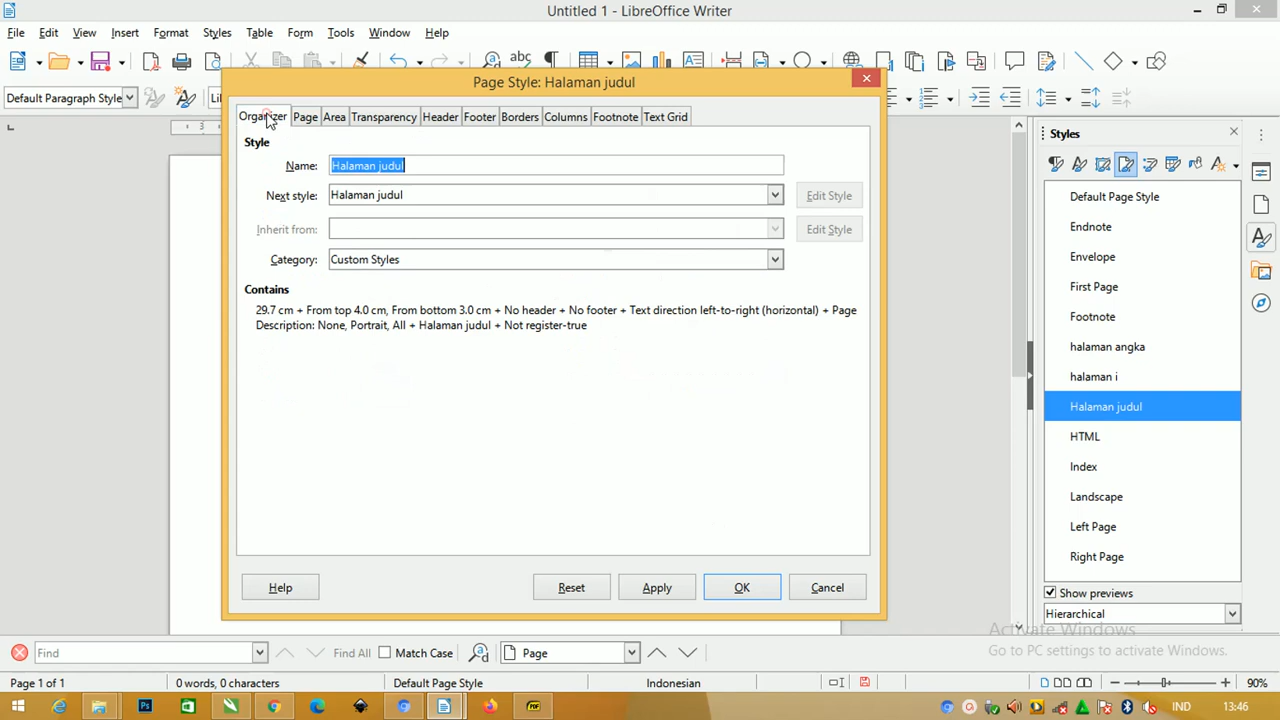 Untitled 1 - LibreOffice Writer
File Edit View Insert Format Styles Table Form Tools Window Help
abc
Default Paragraph Style
Page Style: Halaman judul
Organizer Page Area Transparency Header Footer Borders Columns Footnote Text Grid
Style
Name: Halaman judul
Next style: Halaman judul Edit Style
Inherit from: Edit Style
Category: Custom Styles
Contains
29.7 cm + From top 4.0 cm, From bottom 3.0 cm + No header + No footer + Text direction left-to-right (horizontal) + Page
Description: None, Portrait, All + Halaman judul + Not register-true
Help Reset Apply OK Cancel
Styles
Default Page Style
Endnote
Envelope
First Page
Footnote
halaman angka
halaman i
Halaman judul
HTML
Index
Landscape
Left Page
Right Page
Show previews
Hierarchical
Activate Windows
Go to PC settings to activate Windows.
Find Find All Match Case Page
Page 1 of 1 0 words, 0 characters Default Page Style Indonesian 90%
IND 13:46